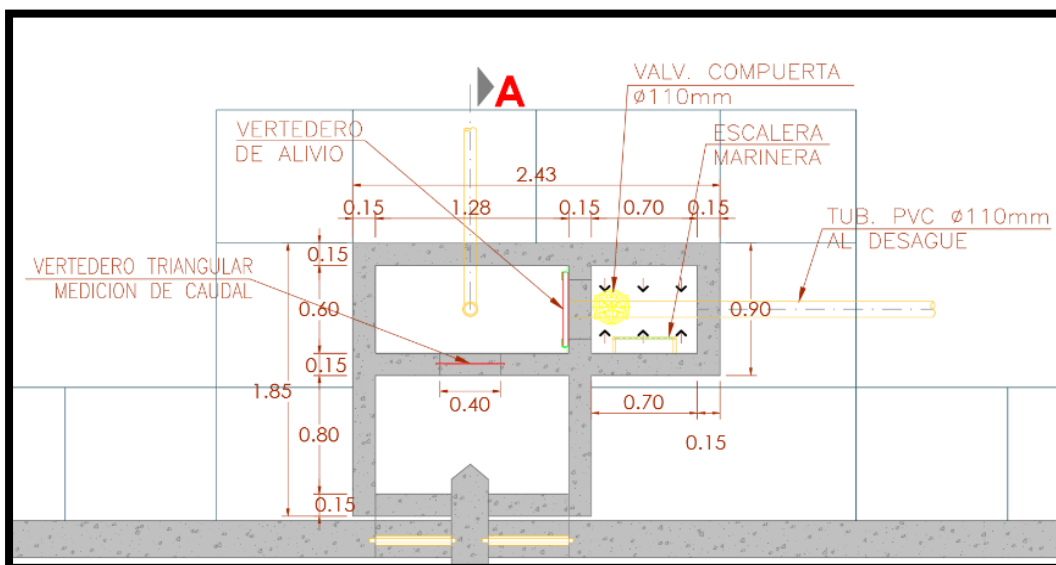 A
VALV. COMPUERTA
Ø110mm
VERTEDERO
DE ALIVIO
ESCALERA
MARINERA
2.43
0.15 1.28 0.15 0.70 0.15
TUB. PVC Ø110mm
AL DESAGUE
VERTEDERO TRIANGULAR
MEDICION DE CAUDAL
0.15
0.60
0.90
0.15
1.85
0.40
0.70
0.80
0.15
0.15